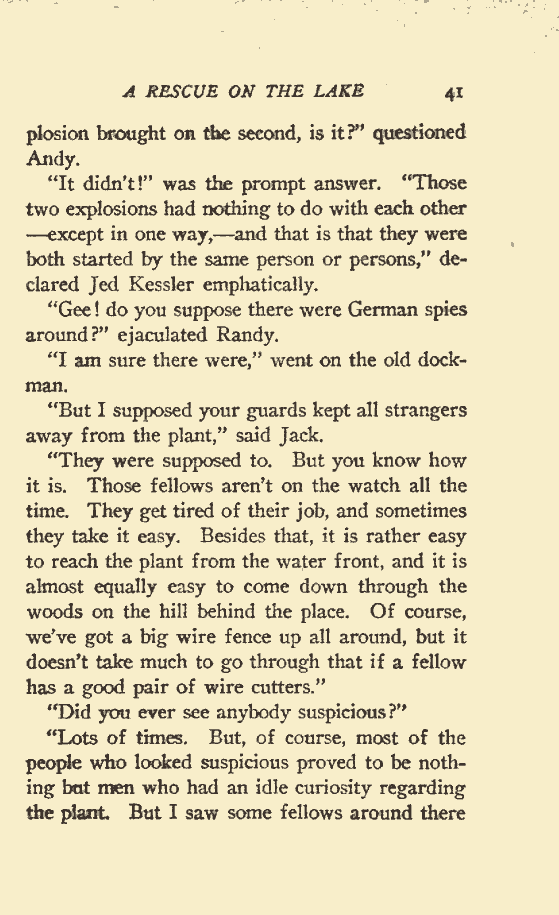 A RESCUE ON THE LAKE 41
plosion brought on the second, is it?" questioned
Andy.
"It didn't!" was the prompt answer. "Those
two explosions had nothing to do with each other
—except in one way,—and that is that they were
both started by the same person or persons," de-
clared Jed Kessler emphatically.
"Gee! do you suppose there were German spies
around?" ejaculated Randy.
"I am sure there were," went on the old dock-
man.
"But I supposed your guards kept all strangers
away from the plant," said Jack.
"They were supposed to. But you know how
it is. Those fellows aren't on the watch all the
time. They get tired of their job, and sometimes
they take it easy. Besides that, it is rather easy
to reach the plant from the water front, and it is
almost equally easy to come down through the
woods on the hill behind the place. Of course,
we've got a big wire fence up all around, but it
doesn't take much to go through that if a fellow
has a good pair of wire cutters."
"Did you ever see anybody suspicious?"
"Lots of times. But, of course, most of the
people who looked suspicious proved to be noth-
ing but men who had an idle curiosity regarding
the plant. But I saw some fellows around there